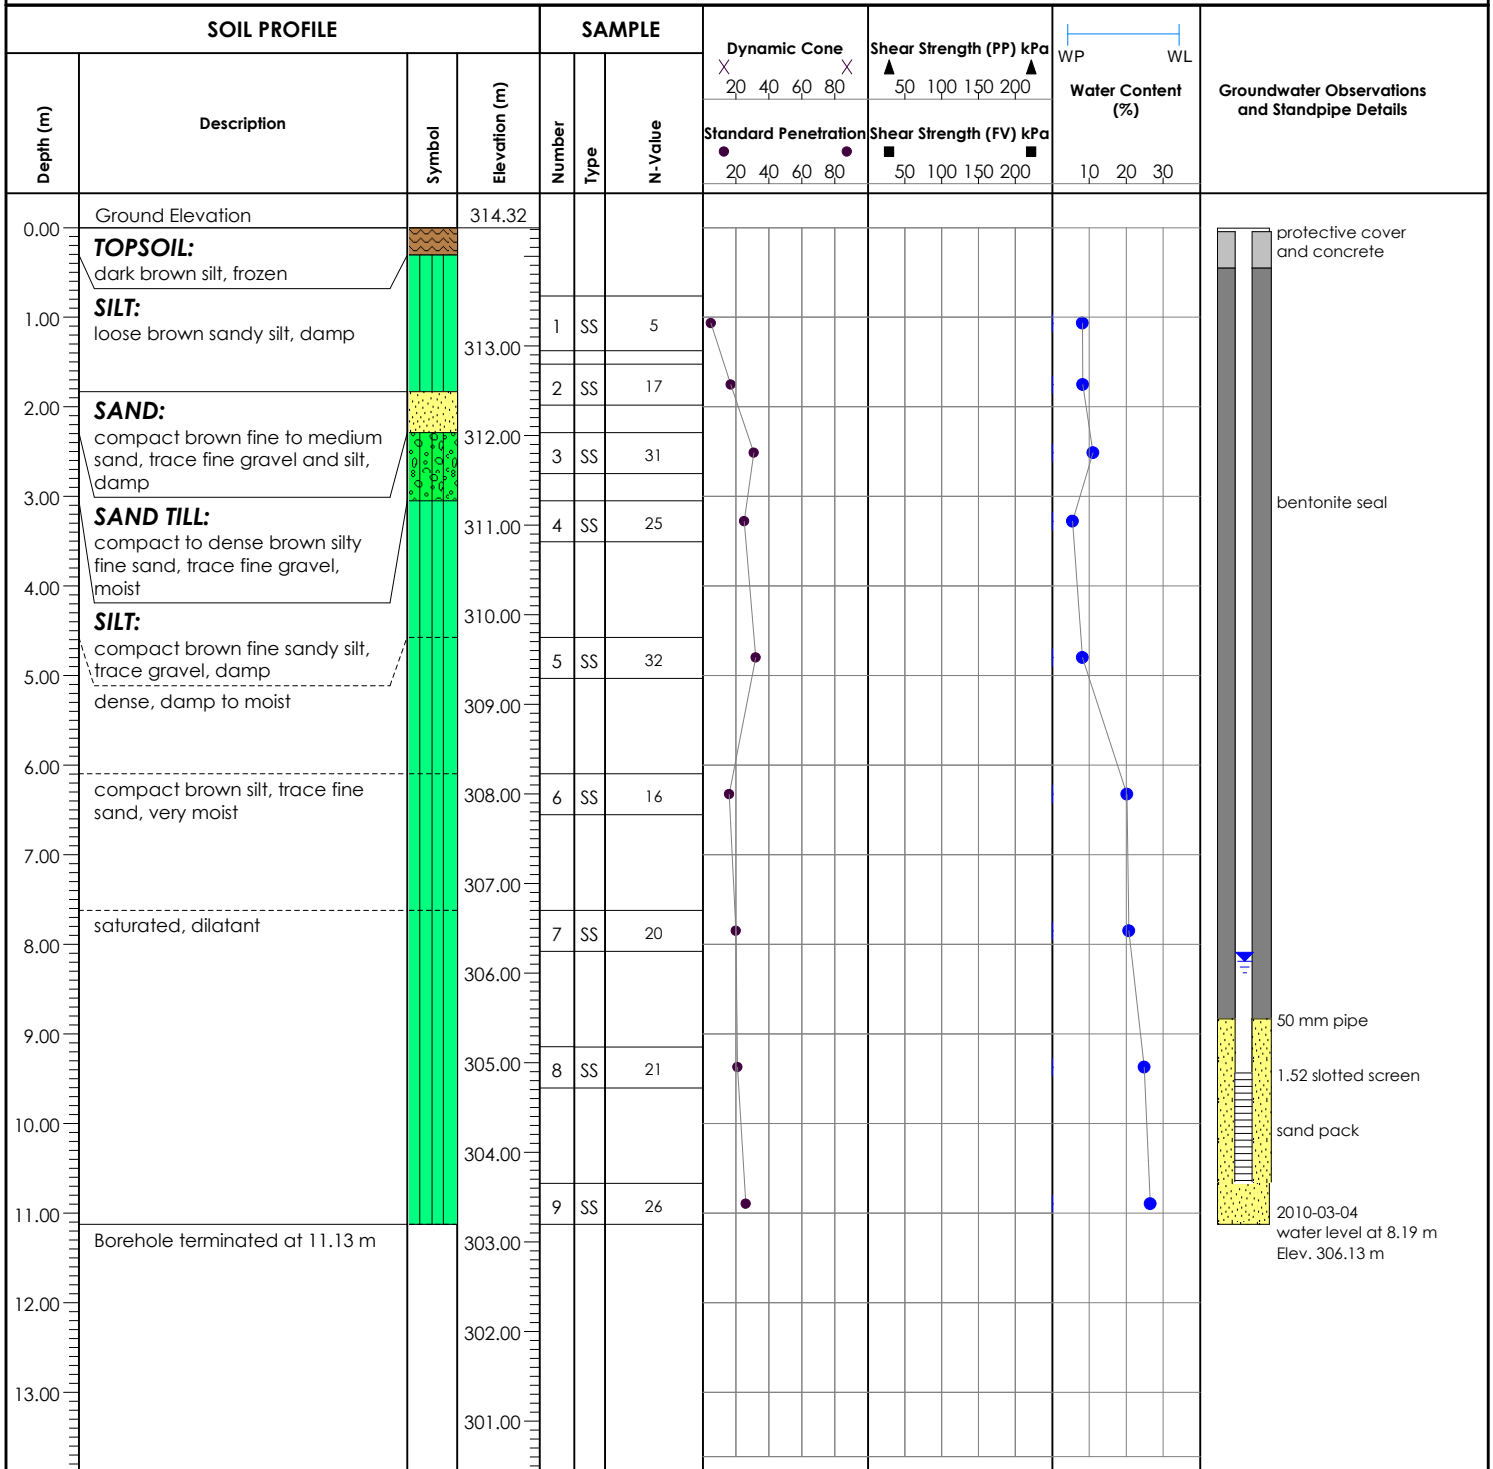 SOIL PROFILE
SAMPLE
Depth (m)
Description
Symbol
Elevation (m)
Number
Type
N-Value
Dynamic Cone
20 40 60 80
Standard Penetration
20 40 60 80
Shear Strength (PP) kPa
50 100 150 200
Shear Strength (FV) kPa
50 100 150 200
WP WL
Water Content
(%)
10 20 30
Groundwater Observations
and Standpipe Details
Ground Elevation 314.32
0.00
TOPSOIL:
dark brown silt, frozen
SILT:
loose brown sandy silt, damp
1.00
313.00
1 SS 5
2 SS 17
2.00
SAND:
compact brown fine to medium
sand, trace fine gravel and silt,
damp
312.00
3 SS 31
3.00
SAND TILL:
compact to dense brown silty
fine sand, trace fine gravel,
moist
311.00
4 SS 25
4.00
SILT:
compact brown fine sandy silt,
trace gravel, damp
310.00
5 SS 32
5.00
dense, damp to moist
309.00
6.00
compact brown silt, trace fine
sand, very moist
308.00
6 SS 16
7.00
307.00
saturated, dilatant
7 SS 20
8.00
306.00
9.00
305.00
8 SS 21
10.00
304.00
9 SS 26
11.00
Borehole terminated at 11.13 m
303.00
12.00
302.00
13.00
301.00
protective cover
and concrete
bentonite seal
50 mm pipe
1.52 slotted screen
sand pack
2010-03-04
water level at 8.19 m
Elev. 306.13 m